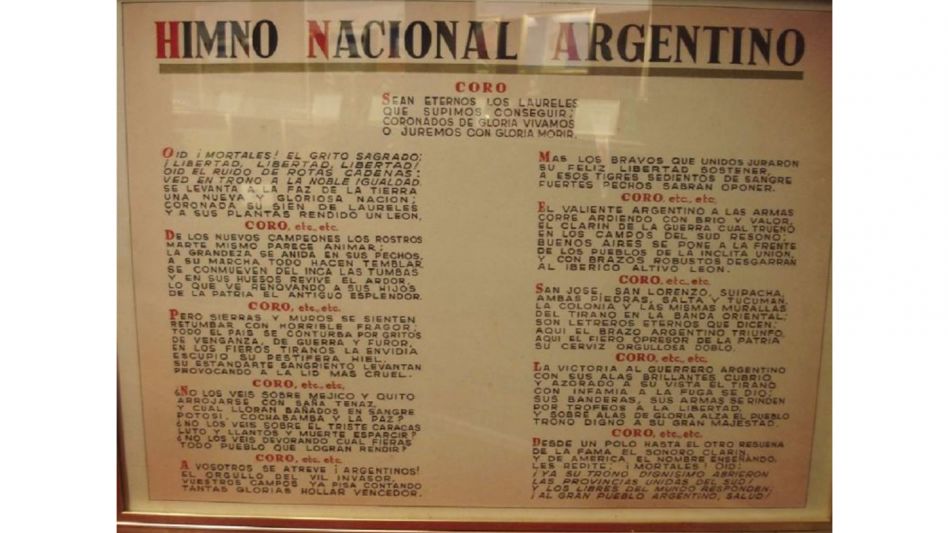 HIMNO NACIONAL ARGENTINO
CORO
SEAN ETERNOS LOS LAURELES
QUE SUPIMOS CONSEGUIR;
CORONADOS DE GLORIA VIVAMOS
O JUREMOS CON GLORIA MORIR.
OID ¡MORTALES! EL GRITO SAGRADO;
¡LIBERTAD, LIBERTAD, LIBERTAD!
OID EL RUIDO DE ROTAS CADENAS:
VED EN TRONO A LA NOBLE IGUALDAD.
SE LEVANTA A LA FAZ DE LA TIERRA
UNA NUEVA Y GLORIOSA NACION;
CORONADA SU SIEN DE LAURELES
Y A SUS PLANTAS RENDIDO UN LEON.
CORO, etc., etc.
DE LOS NUEVOS CAMPEONES LOS ROSTROS
MARTE MISMO PARECE ANIMAR;
LA GRANDEZA SE ANIDA EN SUS PECHOS,
A SU MARCHA TODO HACEN TEMBLAR.
SE CONMUEVEN DEL INCA LAS TUMBAS
Y EN SUS HUESOS REVIVE EL ARDOR,
LO QUE VE RENOVANDO A SUS HIJOS
DE LA PATRIA EL ANTIGUO ESPLENDOR.
CORO, etc., etc.
PERO SIERRAS Y MUROS SE SIENTEN
RETUMBAR CON HORRIBLE FRAGOR;
TODO EL PAIS SE CONTURBA POR GRITOS
DE VENGANZA, DE GUERRA Y FUROR,
EN LOS FIEROS TIRANOS LA ENVIDIA
ESCUPIO SU PESTIFERA HIEL,
SU ESTANDARTE SANGRIENTO LEVANTAN
PROVOCANDO A LA LID MAS CRUEL.
CORO, etc., etc.
¿NO LOS VEIS SOBRE MEJICO Y QUITO
ARROJARSE CON SAÑA TENAZ,
Y CUAL LLORAN BAÑADOS EN SANGRE
POTOSI, COCHABAMBA Y LA PAZ?
¿NO LOS VEIS SOBRE EL TRISTE CARACAS
LUTO Y LLANTOS Y MUERTE ESPARCIR?
¿NO LOS VEIS DEVORANDO CUAL FIERAS
TODO PUEBLO QUE LOGRAN RENDIR?
CORO, etc., etc.
A VOSOTROS SE ATREVE ¡ARGENTINOS!
EL ORGULLO DEL VIL INVASOR,
VUESTROS CAMPOS YA PISA CONTANDO
TANTAS GLORIAS HOLLAR VENCEDOR.
MAS LOS BRAVOS QUE UNIDOS JURARON
SU FELIZ LIBERTAD SOSTENER,
A ESOS TIGRES SEDIENTOS DE SANGRE
FUERTES PECHOS SABRAN OPONER.
CORO, etc., etc.
EL VALIENTE ARGENTINO A LAS ARMAS
CORRE ARDIENDO CON BRIO Y VALOR,
EL CLARIN DE LA GUERRA CUAL TRUENO
EN LOS CAMPOS DEL SUD RESONO;
BUENOS AIRES SE PONE A LA FRENTE
DE LOS PUEBLOS DE LA INCLITA UNION,
Y CON BRAZOS ROBUSTOS DESGARRAN
AL IBERICO ALTIVO LEON.
CORO, etc., etc.
SAN JOSE, SAN LORENZO, SUIPACHA,
AMBAS PIEDRAS, SALTA Y TUCUMAN,
LA COLONIA Y LAS MISMAS MURALLAS
DEL TIRANO EN LA BANDA ORIENTAL;
SON LETREROS ETERNOS QUE DICEN:
AQUI EL BRAZO ARGENTINO TRIUNFO,
AQUI EL FIERO OPRESOR DE LA PATRIA
SU CERVIZ ORGULLOSA DOBLO.
CORO, etc., etc.
LA VICTORIA AL GUERRERO ARGENTINO
CON SUS ALAS BRILLANTES CUBRIO
Y AZORADO A SU VISTA EL TIRANO
CON INFAMIA A LA FUGA SE DIO;
SUS BANDERAS, SUS ARMAS SE RINDEN
POR TROFEOS A LA LIBERTAD,
Y SOBRE ALAS DE GLORIA ALZA EL PUEBLO
TRONO DIGNO A SU GRAN MAJESTAD.
CORO, etc., etc.
DESDE UN POLO HASTA EL OTRO RESUENA
DE LA FAMA EL SONORO CLARIN,
Y DE AMERICA EL NOMBRE ENSEÑANDO,
LES REPITE; ¡MORTALES! OID:
¡YA SU TRONO DIGNISIMO ABRIERON
LAS PROVINCIAS UNIDAS DEL SUD!
Y LOS LIBRES DEL MUNDO RESPONDEN:
¡AL GRAN PUEBLO ARGENTINO, SALUD!